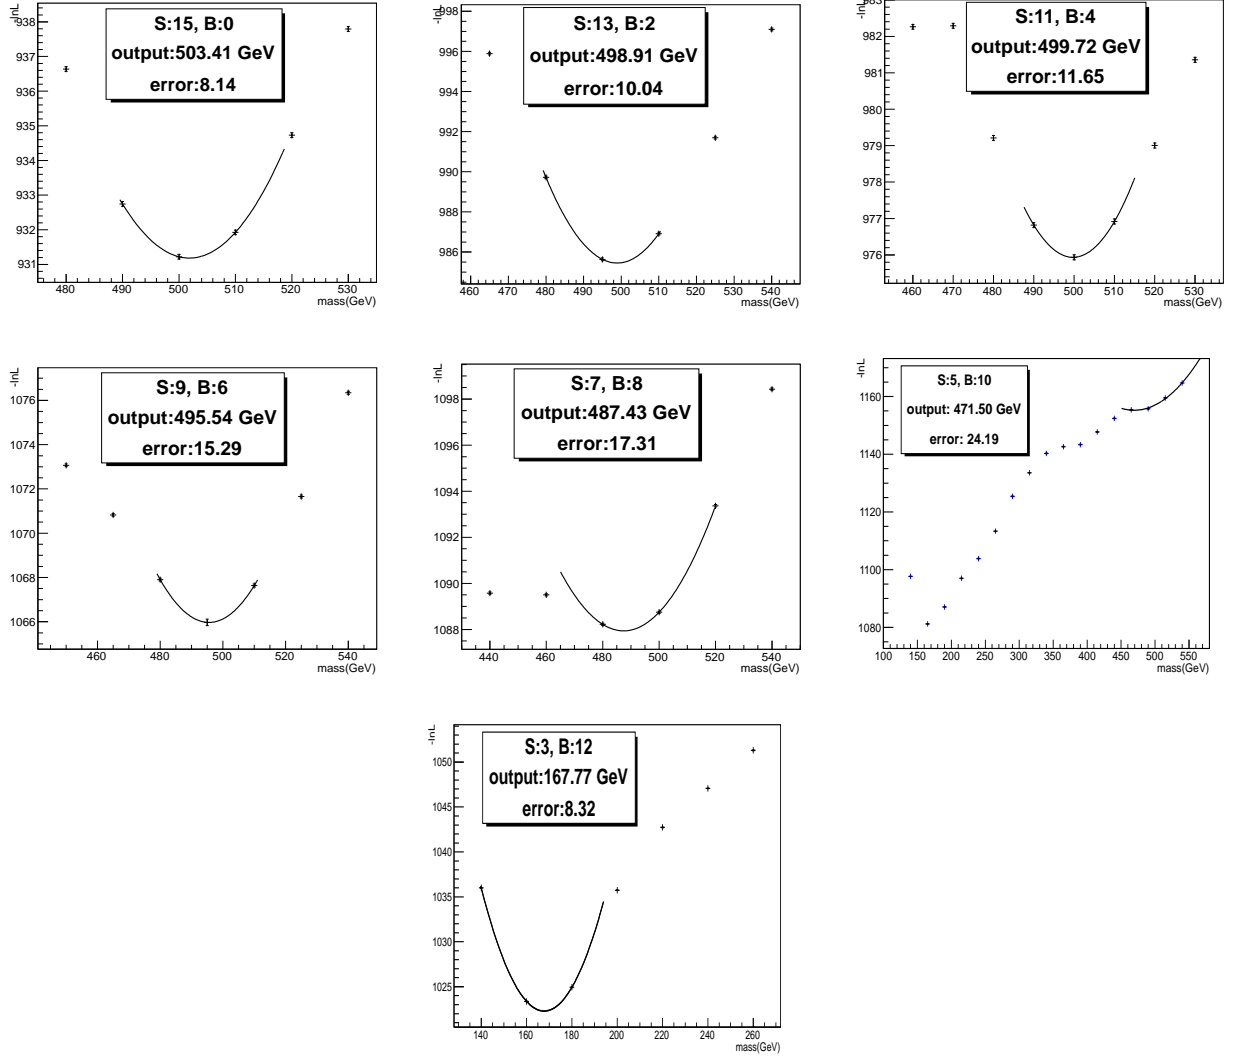 -lnL
938
937
936
935
934
933
932
931
S:15, B:0
output:503.41 GeV
error:8.14
480 490 500 510 520 530
mass(GeV)
-lnL
998
996
994
992
990
988
986
S:13, B:2
output:498.91 GeV
error:10.04
460 470 480 490 500 510 520 530 540
mass(GeV)
-lnL
983
982
981
980
979
978
977
976
S:11, B:4
output:499.72 GeV
error:11.65
460 470 480 490 500 510 520 530
mass(GeV)
-lnL
1076
1074
1072
1070
1068
1066
S:9, B:6
output:495.54 GeV
error:15.29
460 480 500 520 540
mass(GeV)
-lnL
1098
1096
1094
1092
1090
1088
S:7, B:8
output:487.43 GeV
error:17.31
440 460 480 500 520 540
mass(GeV)
-lnL
1160
1140
1120
1100
1080
S:5, B:10
output: 471.50 GeV
error: 24.19
100 150 200 250 300 350 400 450 500 550
mass(GeV)
-lnL
1050
1045
1040
1035
1030
1025
S:3, B:12
output:167.77 GeV
error:8.32
140 160 180 200 220 240 260
mass(GeV)